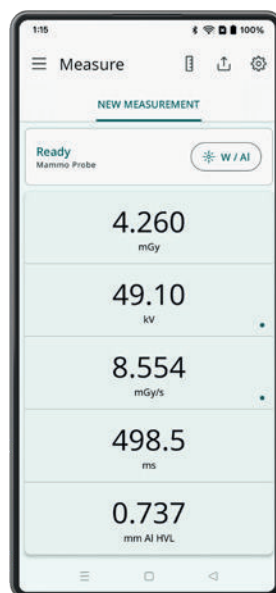 1:15
100%
Measure
NEW MEASUREMENT
Ready
Mammo Probe
W / Al
4.260
mGy
49.10
kV
8.554
mGy/s
498.5
ms
0.737
mm Al HVL